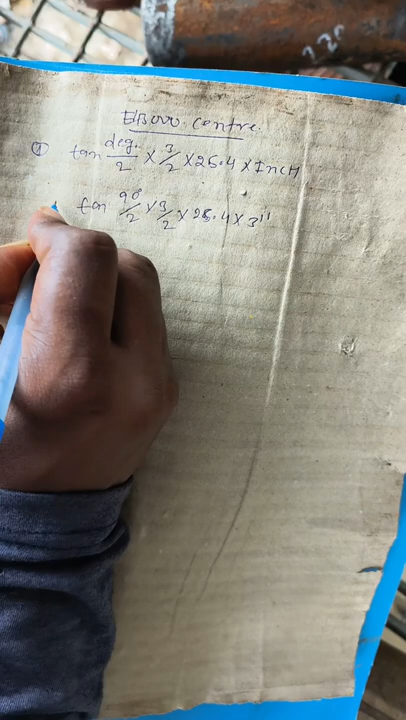 Elbow centre.
① tan deg./2 × 3/2 × 25.4 × Inch
tan 90°/2 × 3/2 × 25.4 × 3"